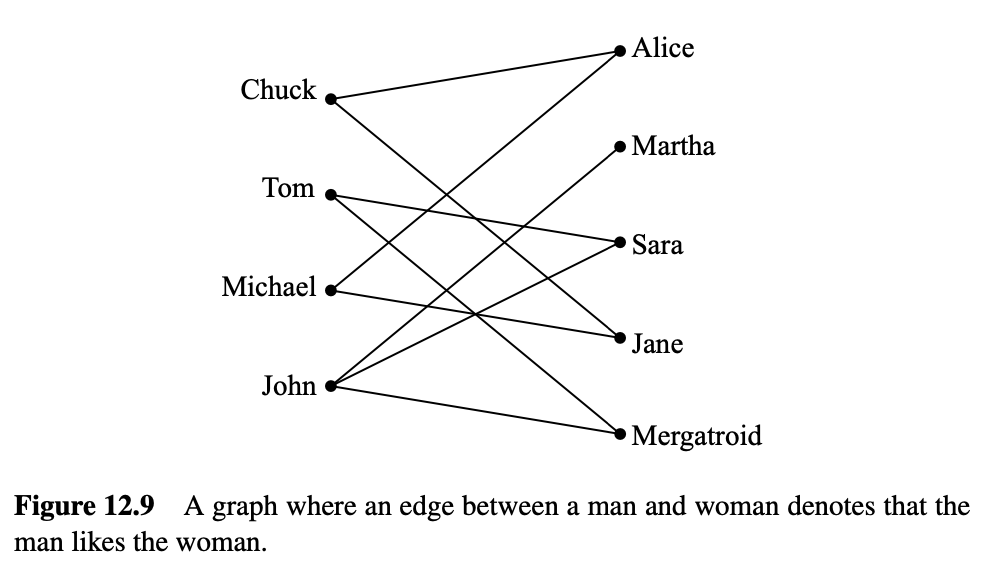 Alice
Chuck
Martha
Tom
Sara
Michael
Jane
John
Mergatroid
Figure 12.9 A graph where an edge between a man and woman denotes that the
man likes the woman.